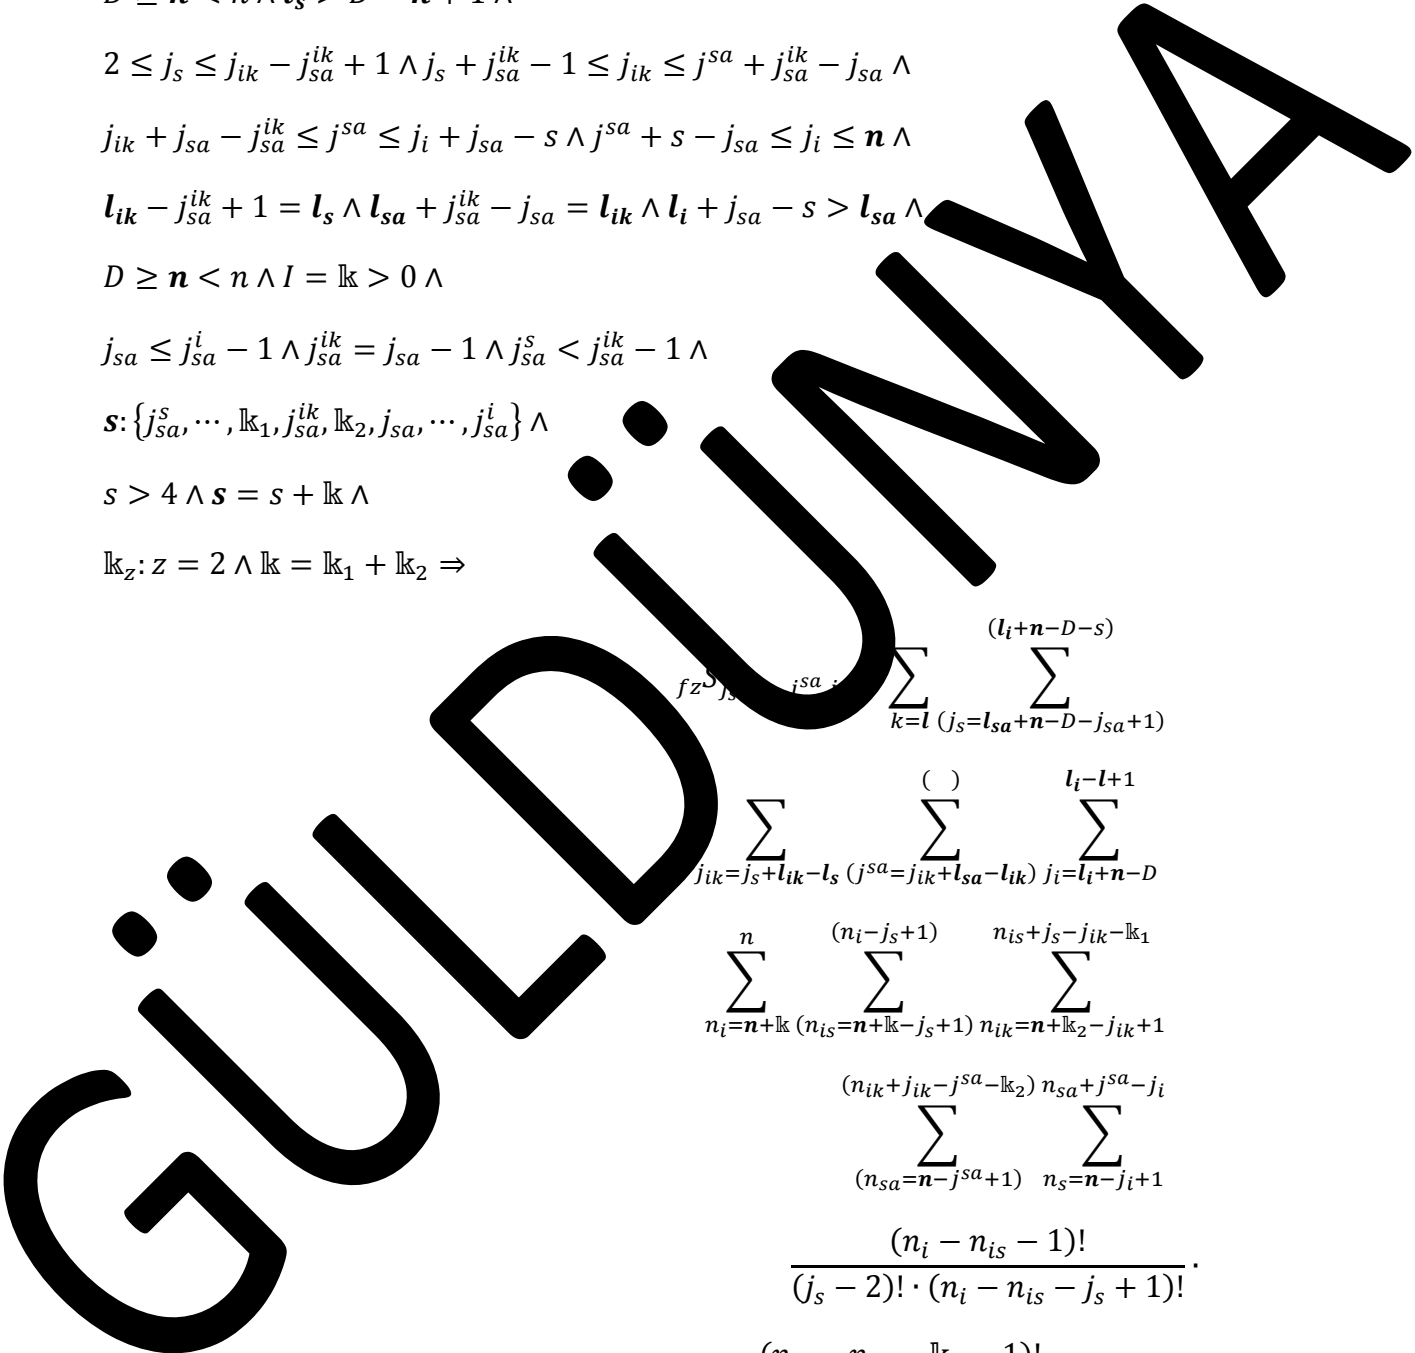 2 ≤ j_s ≤ j_{ik} − j_{sa}^{ik} + 1 ∧ j_s + j_{sa}^{ik} − 1 ≤ j_{ik} ≤ j^{sa} + j_{sa}^{ik} − j_{sa} ∧
j_{ik} + j_{sa} − j_{sa}^{ik} ≤ j^{sa} ≤ j_i + j_{sa} − s ∧ j^{sa} + s − j_{sa} ≤ j_i ≤ n ∧
l_{ik} − j_{sa}^{ik} + 1 = l_s ∧ l_{sa} + j_{sa}^{ik} − j_{sa} = l_{ik} ∧ l_i + j_{sa} − s > l_{sa} ∧
D ≥ n < n ∧ I = 𝕜 > 0 ∧
j_{sa} ≤ j_{sa}^{i} − 1 ∧ j_{sa}^{ik} = j_{sa} − 1 ∧ j_{sa}^{s} < j_{sa}^{ik} − 1 ∧
s: {j_{sa}^{s}, ⋯, 𝕜_1, j_{sa}^{ik}, 𝕜_2, j_{sa}, ⋯, j_{sa}^{i}} ∧
s > 4 ∧ s = s + 𝕜 ∧
𝕜_z: z = 2 ∧ 𝕜 = 𝕜_1 + 𝕜_2 ⇒
∑_{k=l} ∑_{(j_s=l_{sa}+n−D−j_{sa}+1)}^{(l_i+n−D−s)}
∑_{j_{ik}=j_s+l_{ik}−l_s} ∑_{(j^{sa}=j_{ik}+l_{sa}−l_{ik})}^{( )} ∑_{j_i=l_i+n−D}^{l_i−l+1}
∑_{n_i=n+𝕜}^{n} ∑_{(n_{is}=n+𝕜−j_s+1)}^{(n_i−j_s+1)} ∑_{n_{ik}=n+𝕜_2−j_{ik}+1}^{n_{is}+j_s−j_{ik}−𝕜_1}
∑_{(n_{sa}=n−j^{sa}+1)}^{(n_{ik}+j_{ik}−j^{sa}−𝕜_2)} ∑_{n_s=n−j_i+1}^{n_{sa}+j^{sa}−j_i}
(n_i − n_{is} − 1)!
(j_s − 2)! · (n_i − n_{is} − j_s + 1)! ·
GÜLDÜNYA